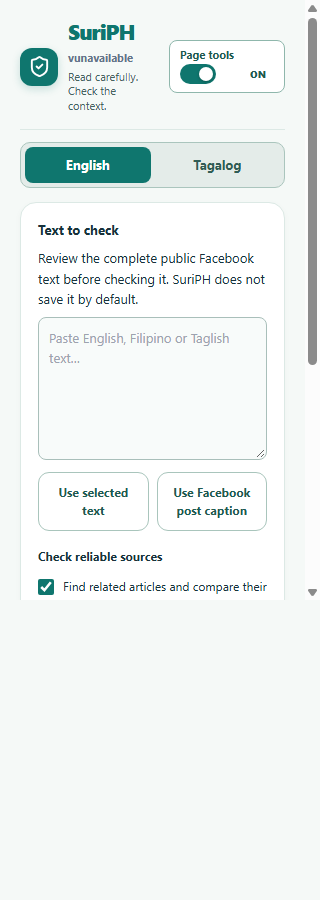 SuriPH
vunavailable
Read carefully.
Check the
context.
Page tools
ON
English
Tagalog
Text to check
Review the complete public Facebook
text before checking it. SuriPH does not
save it by default.
Paste English, Filipino or Taglish
text...
Use selected
text
Use Facebook
post caption
Check reliable sources
Find related articles and compare their